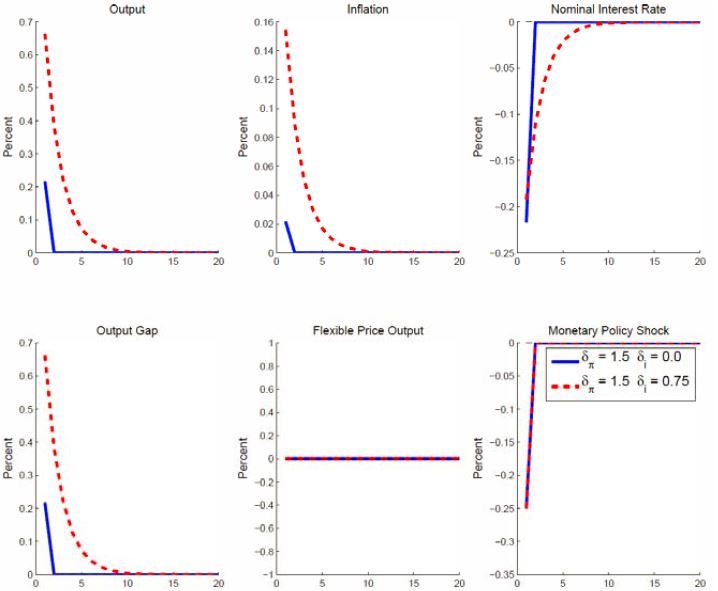 Output
Inflation
Nominal Interest Rate
0.7
0.6
0.5
0.4
0.3
0.2
0.1
0
Percent
0 5 10 15 20
0.16
0.14
0.12
0.1
0.08
0.06
0.04
0.02
0
Percent
0 5 10 15 20
0
−0.05
−0.1
−0.15
−0.2
−0.25
Percent
0 5 10 15 20
Output Gap
Flexible Price Output
Monetary Policy Shock
0.7
0.6
0.5
0.4
0.3
0.2
0.1
0
Percent
0 5 10 15 20
1
0.8
0.6
0.4
0.2
0
−0.2
−0.4
−0.6
−0.8
−1
Percent
0 5 10 15 20
0
−0.05
−0.1
−0.15
−0.2
−0.25
−0.3
−0.35
Percent
0 5 10 15 20
δπ = 1.5 δi = 0.0
δπ = 1.5 δi = 0.75